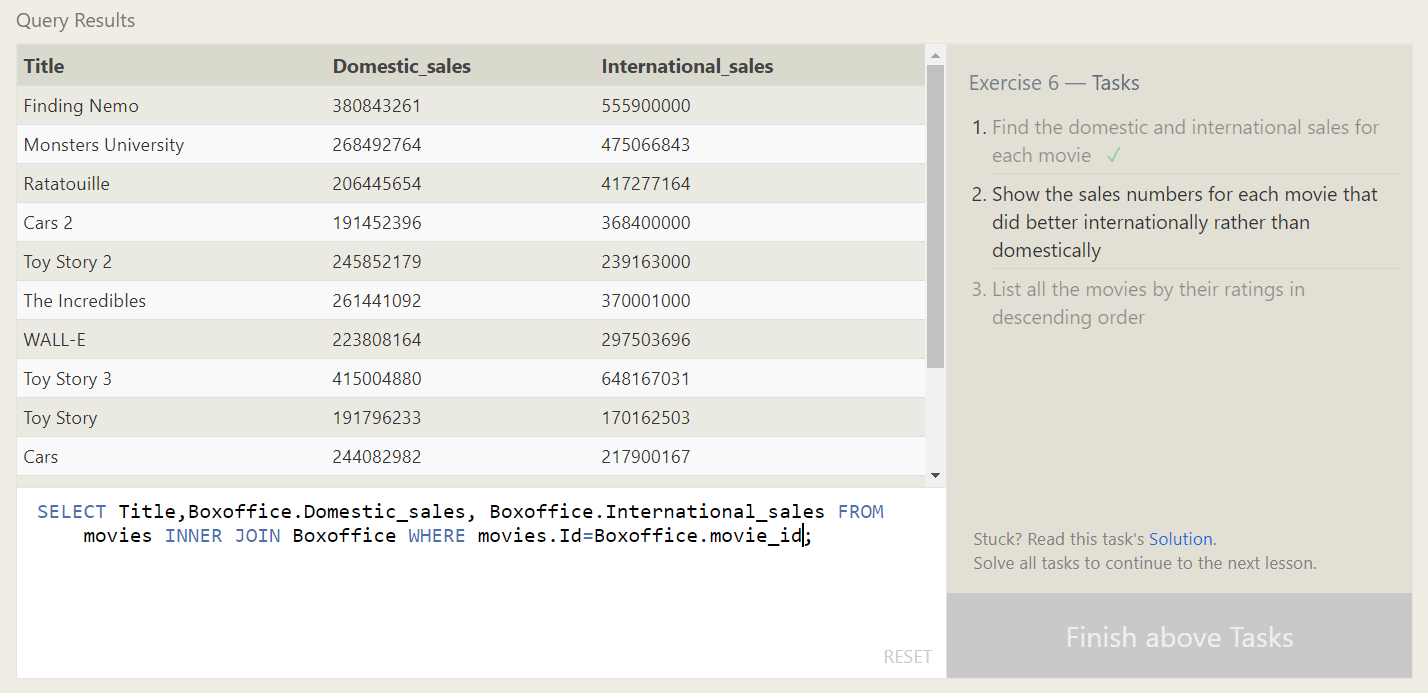 Query Results
Title Domestic_sales International_sales
Finding Nemo 380843261 555900000
Monsters University 268492764 475066843
Ratatouille 206445654 417277164
Cars 2 191452396 368400000
Toy Story 2 245852179 239163000
The Incredibles 261441092 370001000
WALL-E 223808164 297503696
Toy Story 3 415004880 648167031
Toy Story 191796233 170162503
Cars 244082982 217900167
SELECT Title,Boxoffice.Domestic_sales, Boxoffice.International_sales FROM
movies INNER JOIN Boxoffice WHERE movies.Id=Boxoffice.movie_id;
RESET
Exercise 6 — Tasks
1. Find the domestic and international sales for
each movie ✓
2. Show the sales numbers for each movie that
did better internationally rather than
domestically
3. List all the movies by their ratings in
descending order
Stuck? Read this task's Solution.
Solve all tasks to continue to the next lesson.
Finish above Tasks